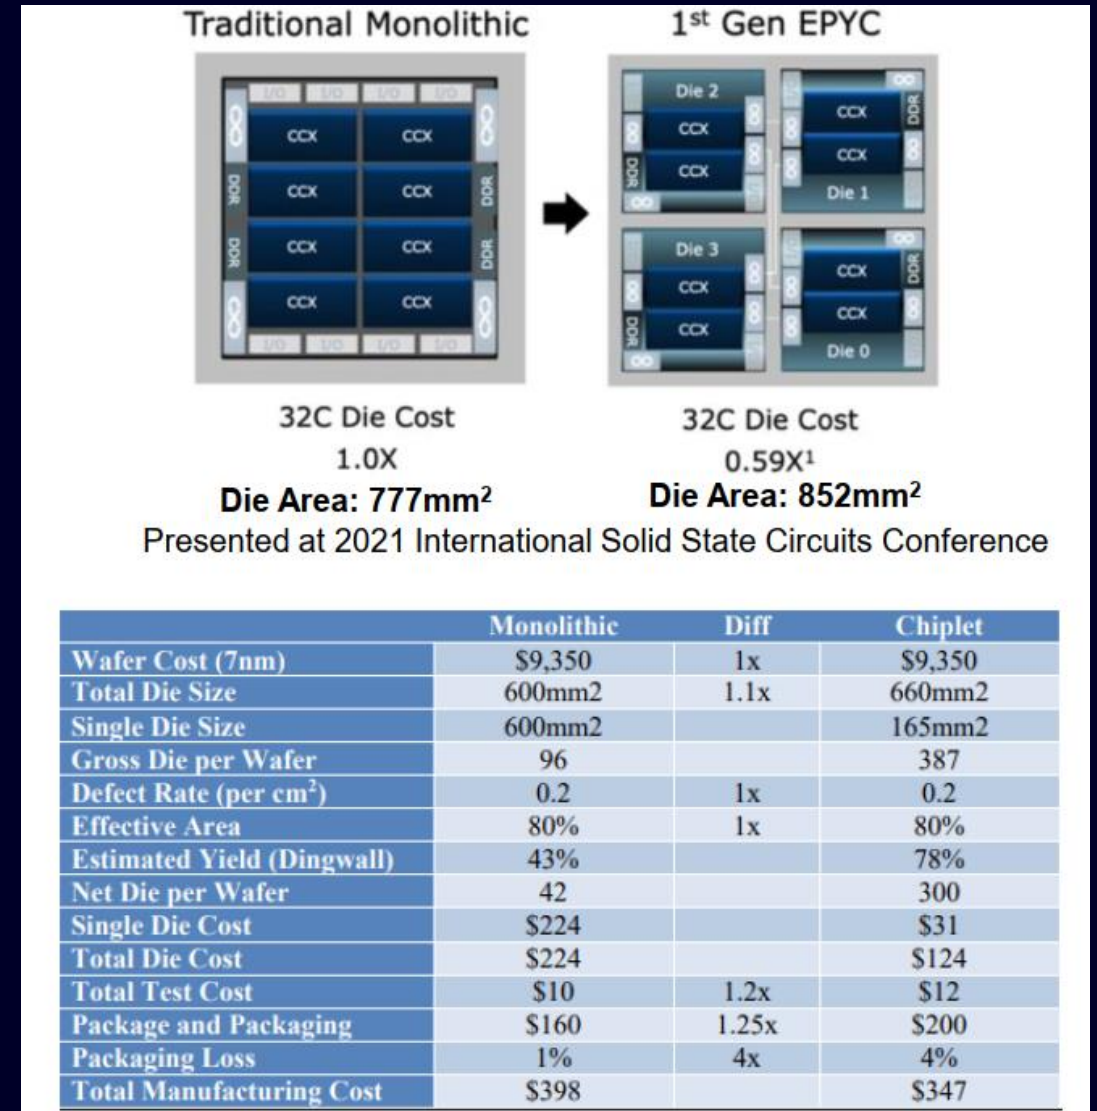 Traditional Monolithic
1st Gen EPYC
I/O I/O I/O I/O
CCX CCX
DDR CCX CCX DDR
DDR CCX CCX DDR
CCX CCX
I/O I/O I/O I/O
Die 2
CCX
CCX
DDR
I/O
CCX
DDR
CCX
Die 1
Die 3
CCX
CCX
DDR
I/O
CCX
DDR
CCX
Die 0
32C Die Cost
1.0X
Die Area: 777mm²
32C Die Cost
0.59X¹
Die Area: 852mm²
Presented at 2021 International Solid State Circuits Conference
Monolithic Diff Chiplet
Wafer Cost (7nm) $9,350 1x $9,350
Total Die Size 600mm2 1.1x 660mm2
Single Die Size 600mm2 165mm2
Gross Die per Wafer 96 387
Defect Rate (per cm²) 0.2 1x 0.2
Effective Area 80% 1x 80%
Estimated Yield (Dingwall) 43% 78%
Net Die per Wafer 42 300
Single Die Cost $224 $31
Total Die Cost $224 $124
Total Test Cost $10 1.2x $12
Package and Packaging $160 1.25x $200
Packaging Loss 1% 4x 4%
Total Manufacturing Cost $398 $347